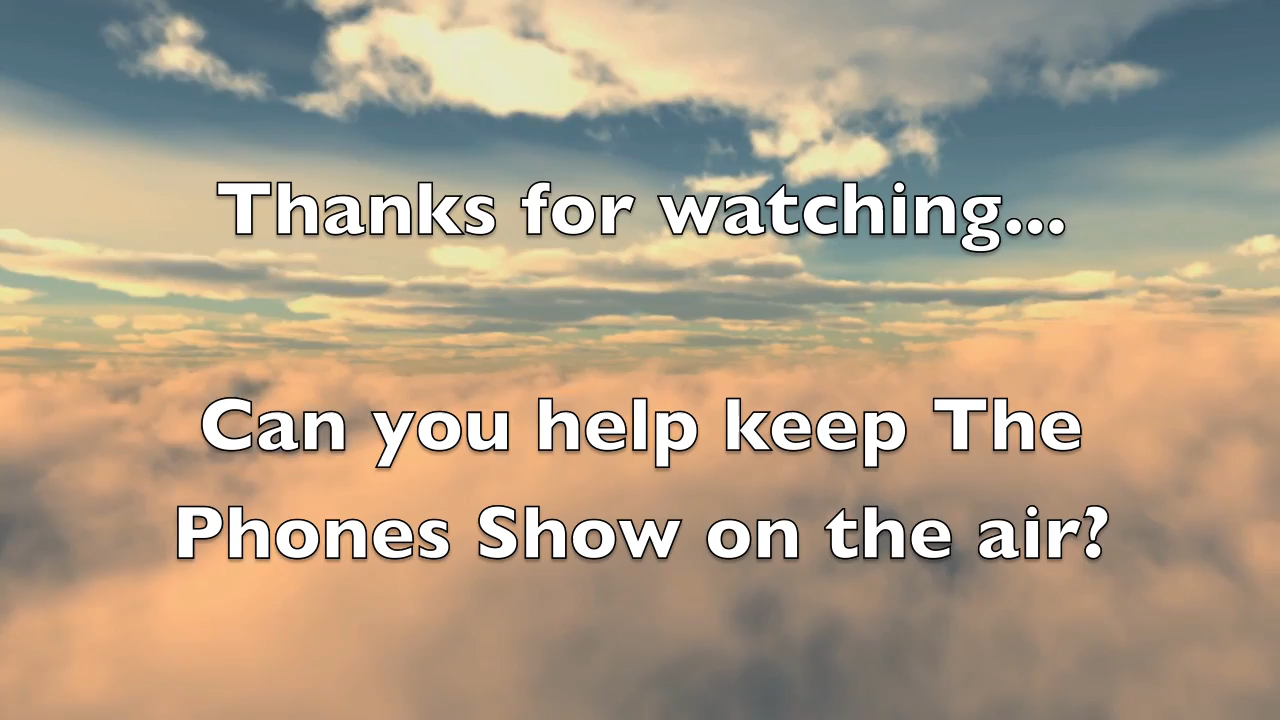 Thanks for watching...
Can you help keep The
Phones Show on the air?